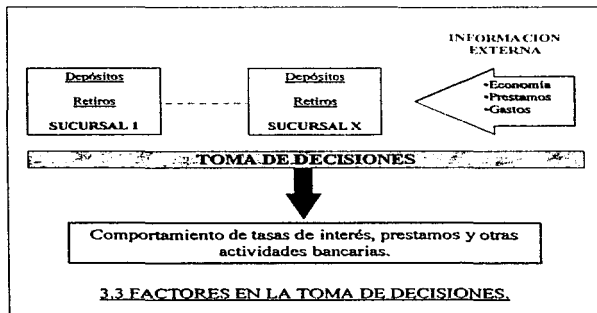 INFORMACION
EXTERNA
Depósitos
Retiros
SUCURSAL 1
Depósitos
Retiros
SUCURSAL X
•Economía
•Prestamos
•Gastos
TOMA DE DECISIONES
Comportamiento de tasas de interés, prestamos y otras
actividades bancarias.
3.3 FACTORES EN LA TOMA DE DECISIONES.